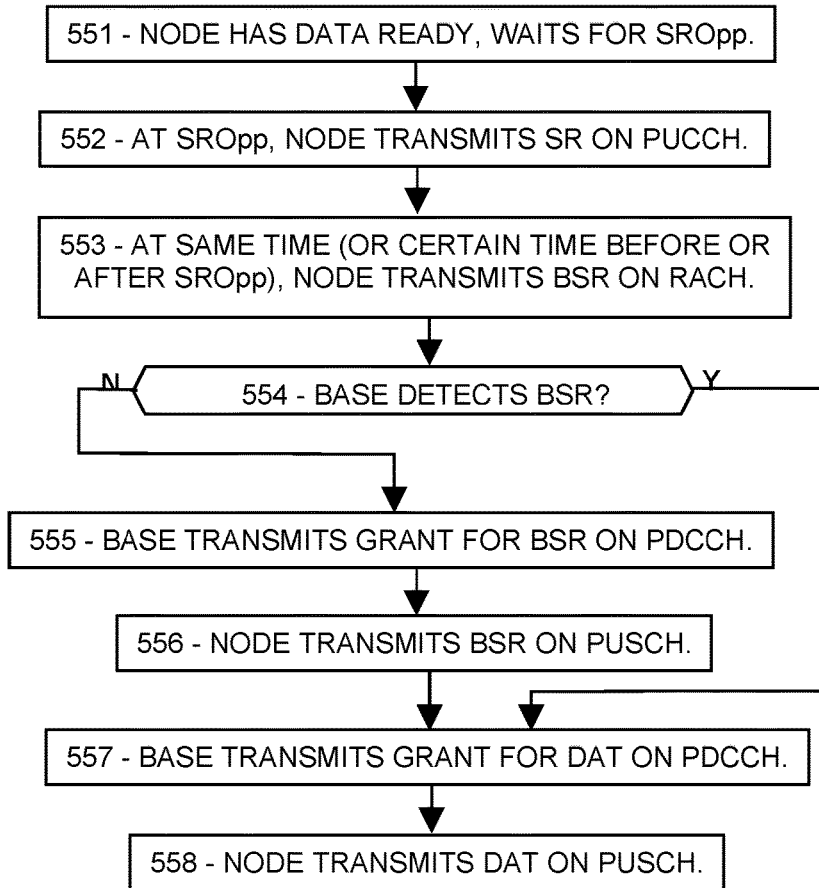 551 - NODE HAS DATA READY, WAITS FOR SROpp.
552 - AT SROpp, NODE TRANSMITS SR ON PUCCH.
553 - AT SAME TIME (OR CERTAIN TIME BEFORE OR
AFTER SROpp), NODE TRANSMITS BSR ON RACH.
N
554 - BASE DETECTS BSR?
Y
555 - BASE TRANSMITS GRANT FOR BSR ON PDCCH.
556 - NODE TRANSMITS BSR ON PUSCH.
557 - BASE TRANSMITS GRANT FOR DAT ON PDCCH.
558 - NODE TRANSMITS DAT ON PUSCH.